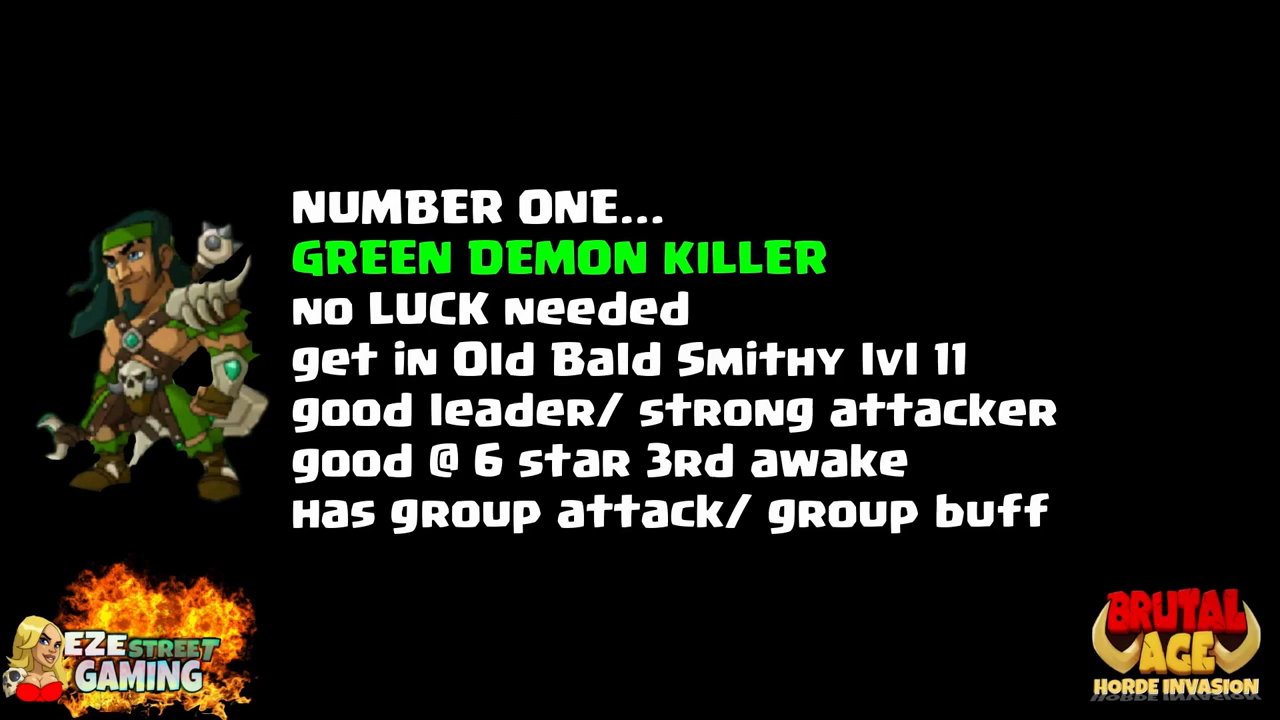 NUMBER ONE...
GREEN DEMON KILLER
no LUCK needed
get in Old Bald Smithy lvl 11
good leader/ strong attacker
good @ 6 star 3rd awake
Has group attack/ group buff
EZE STREET
GAMING
BRUTAL
AGE
HORDE INVASION